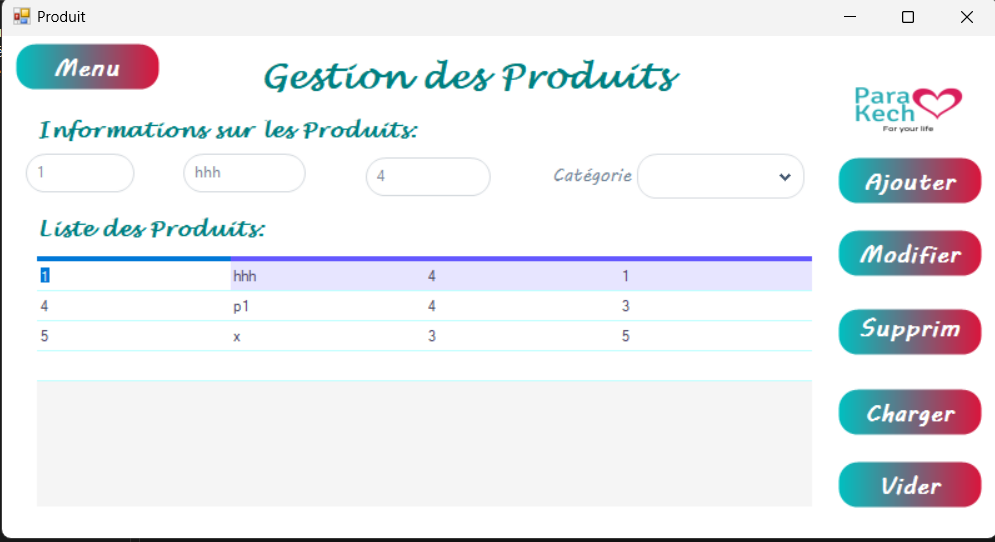 Produit
Menu
Gestion des Produits
Para
Kech
For your life
Informations sur les Produits:
1 hhh 4 Catégorie
Ajouter
Liste des Produits:
Modifier
1 hhh 4 1
4 p1 4 3
5 x 3 5
Supprim
Charger
Vider